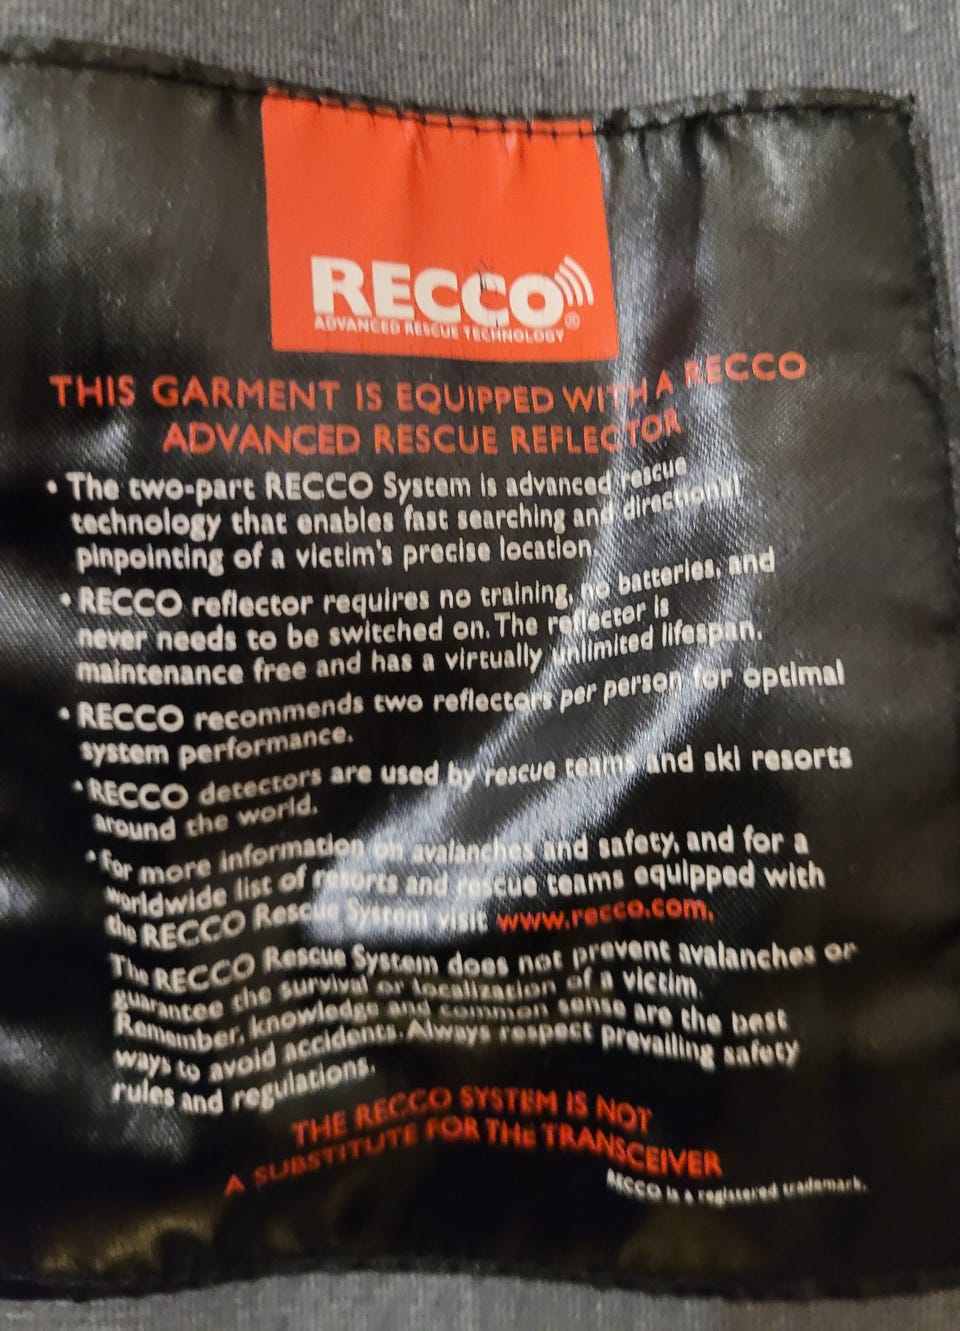 RECCO®
ADVANCED RESCUE TECHNOLOGY
THIS GARMENT IS EQUIPPED WITH A RECCO
ADVANCED RESCUE REFLECTOR
• The two-part RECCO System is advanced rescue
technology that enables fast searching and directional
pinpointing of a victim's precise location.
• RECCO reflector requires no training, no batteries, and
never needs to be switched on. The reflector is
maintenance free and has a virtually unlimited lifespan.
• RECCO recommends two reflectors per person for optimal
system performance.
• RECCO detectors are used by rescue teams and ski resorts
around the world.
• For more information on avalanches and safety, and for a
worldwide list of resorts and rescue teams equipped with
the RECCO Rescue System visit www.recco.com.
The RECCO Rescue System does not prevent avalanches or
guarantee the survival or localization of a victim.
Remember, knowledge and common sense are the best
ways to avoid accidents. Always respect prevailing safety
rules and regulations.
THE RECCO SYSTEM IS NOT
A SUBSTITUTE FOR THE TRANSCEIVER
RECCO is a registered trademark.